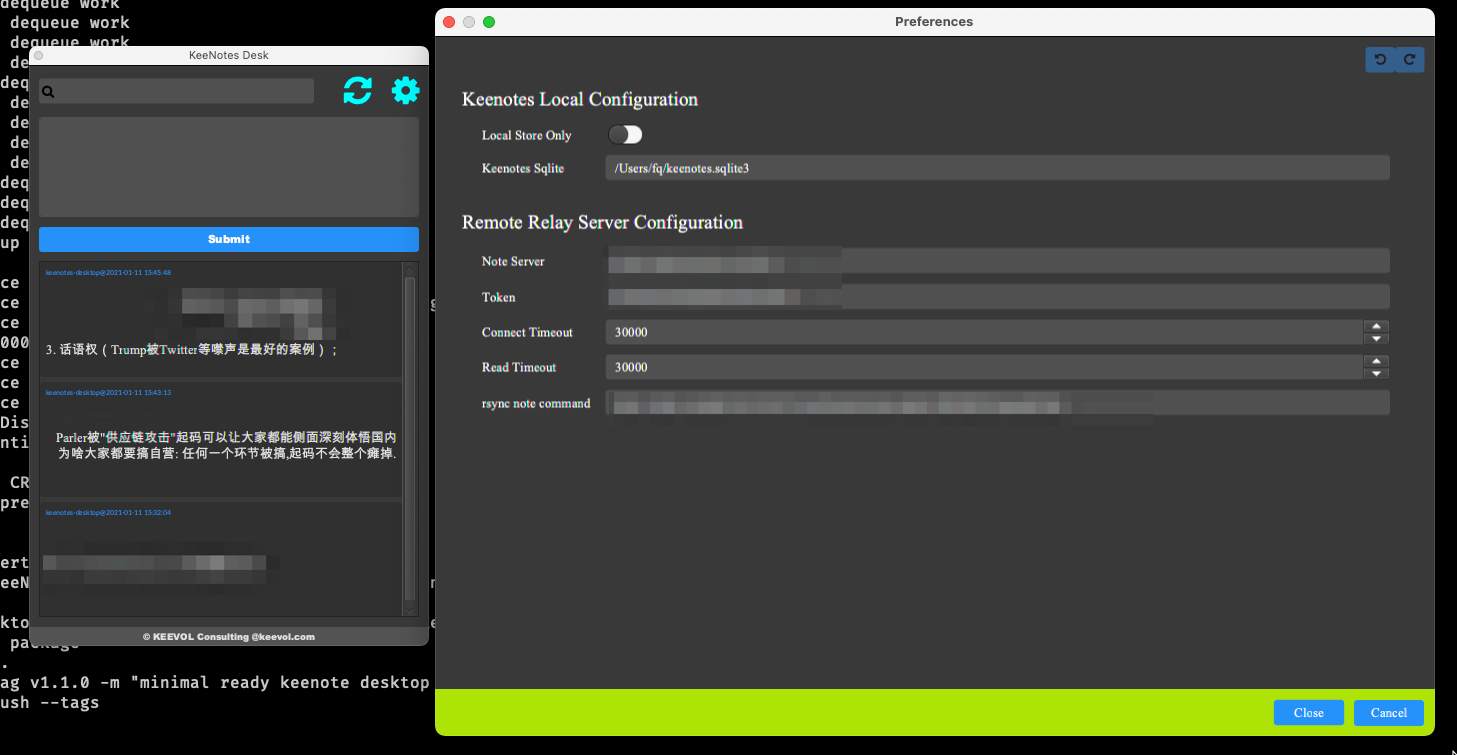 dequeue work
dequeue work
dequeue work
de
deq
de
de
de
de
deq
deq
deq
up
ce
ce
ce
000
ce
ce
ce
Dis
nti
CR
pre
ert
eeN
kto
package
.
ag v1.1.0 -m "minimal ready keenote desktop
ush --tags
KeeNotes Desk
Submit
keenotes-desktop@2021-01-11 15:45:48
3. 话语权（Trump被Twitter等噤声是最好的案例）；
keenotes-desktop@2021-01-11 15:43:13
Parler被"供应链攻击"起码可以让大家都能侧面深刻体悟国内
为啥大家都要搞自营: 任何一个环节被搞,起码不会整个瘫掉.
keenotes-desktop@2021-01-11 15:32:04
© KEEVOL Consulting @keevol.com
Preferences
Keenotes Local Configuration
Local Store Only
Keenotes Sqlite /Users/fq/keenotes.sqlite3
Remote Relay Server Configuration
Note Server
Token
Connect Timeout 30000
Read Timeout 30000
rsync note command
Close Cancel